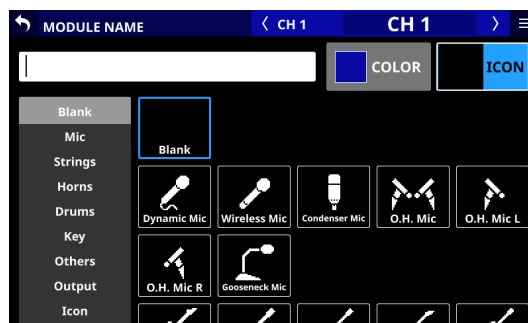 MODULE NAME
CH 1
CH 1
COLOR
ICON
Blank
Mic
Strings
Horns
Drums
Key
Others
Output
Icon
Blank
Dynamic Mic
Wireless Mic
Condenser Mic
O.H. Mic
O.H. Mic L
O.H. Mic R
Gooseneck Mic